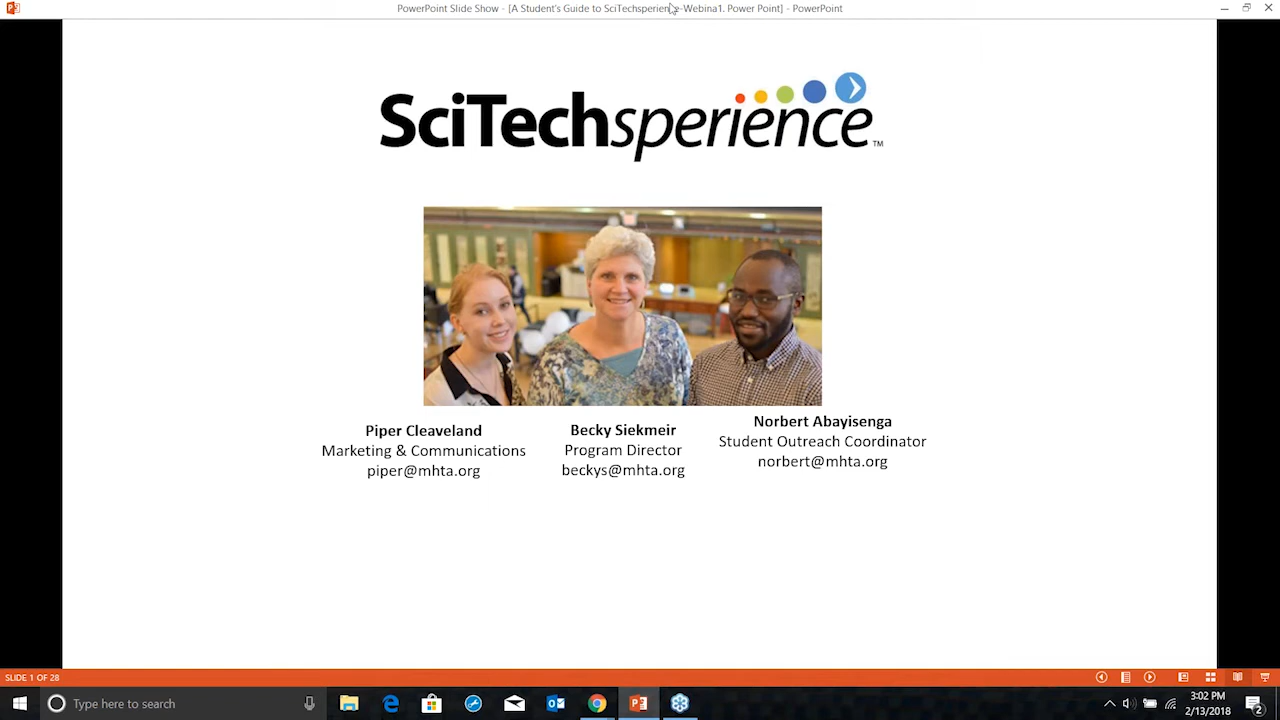 PowerPoint Slide Show - [A Student's Guide to SciTechsperience-Webina1. Power Point] - PowerPoint
SciTechsperience™
Piper Cleaveland
Marketing & Communications
piper@mhta.org
Becky Siekmeir
Program Director
beckys@mhta.org
Norbert Abayisenga
Student Outreach Coordinator
norbert@mhta.org
SLIDE 1 OF 28
Type here to search
3:02 PM
2/13/2018
2